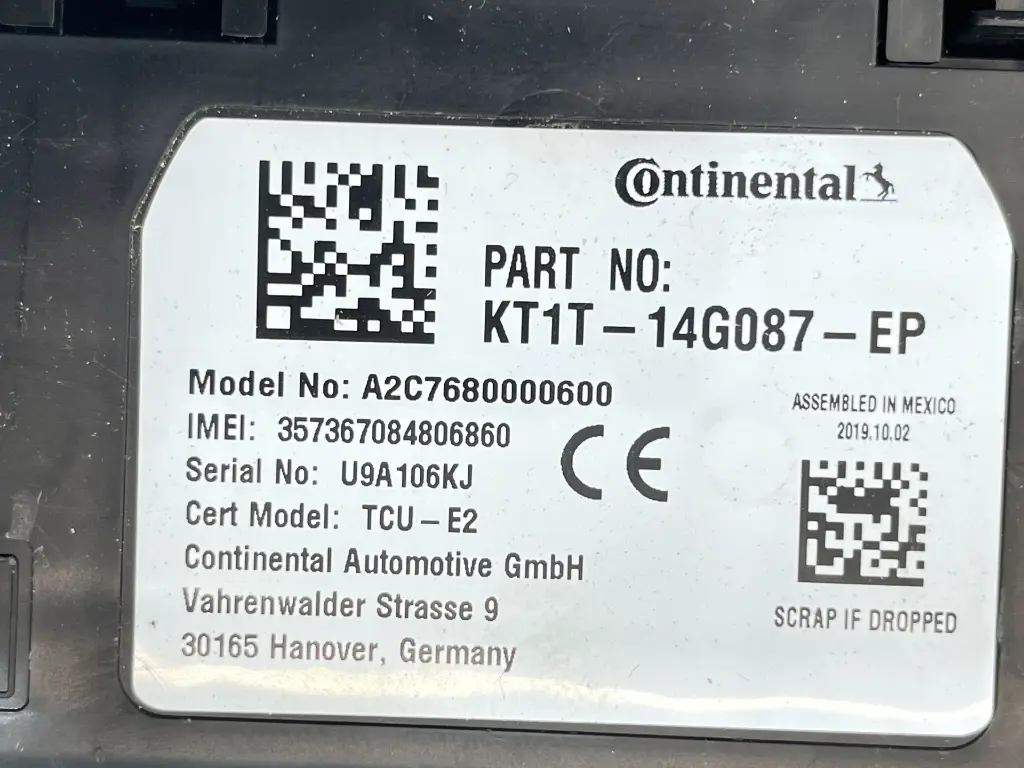 Continental
PART NO:
KT1T-14G087-EP
Model No: A2C7680000600
IMEI: 357367084806860
Serial No: U9A106KJ
Cert Model: TCU-E2
Continental Automotive GmbH
Vahrenwalder Strasse 9
30165 Hanover, Germany
CE
ASSEMBLED IN MEXICO
2019.10.02
SCRAP IF DROPPED